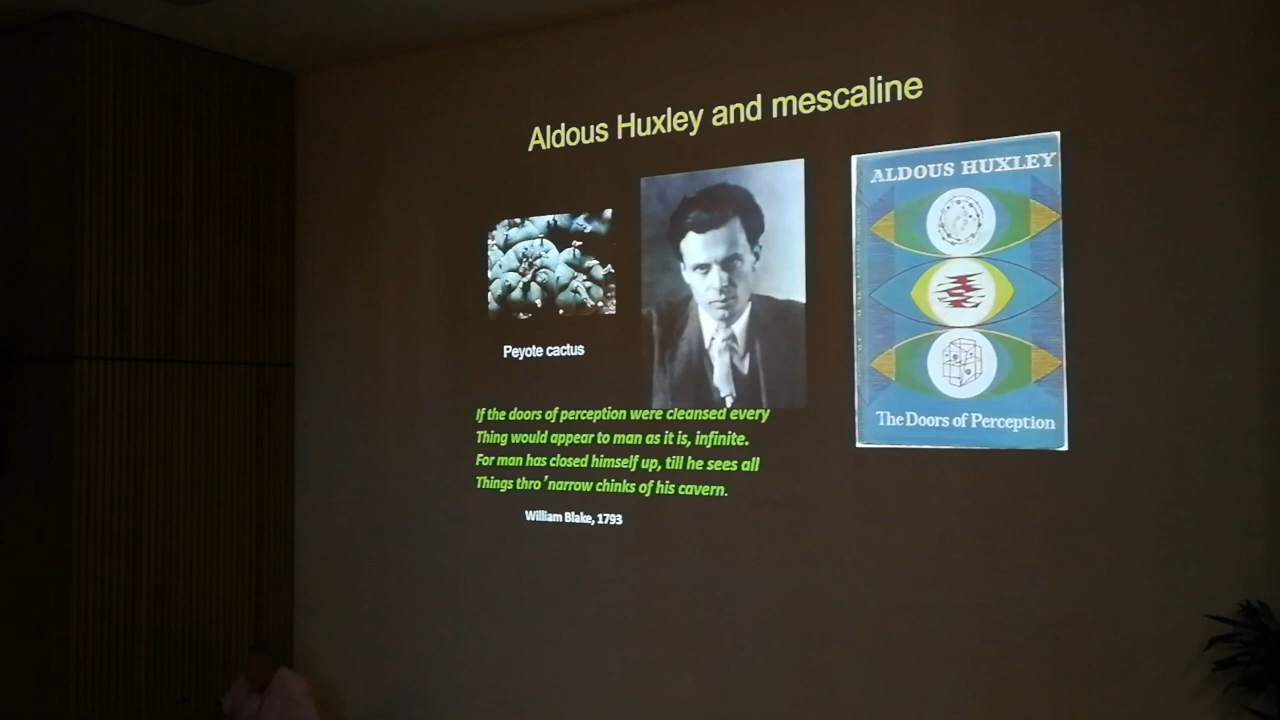 Aldous Huxley and mescaline
ALDOUS HUXLEY
The Doors of Perception
Peyote cactus
If the doors of perception were cleansed every
Thing would appear to man as it is, infinite.
For man has closed himself up, till he sees all
Things thro ’narrow chinks of his cavern.
William Blake, 1793